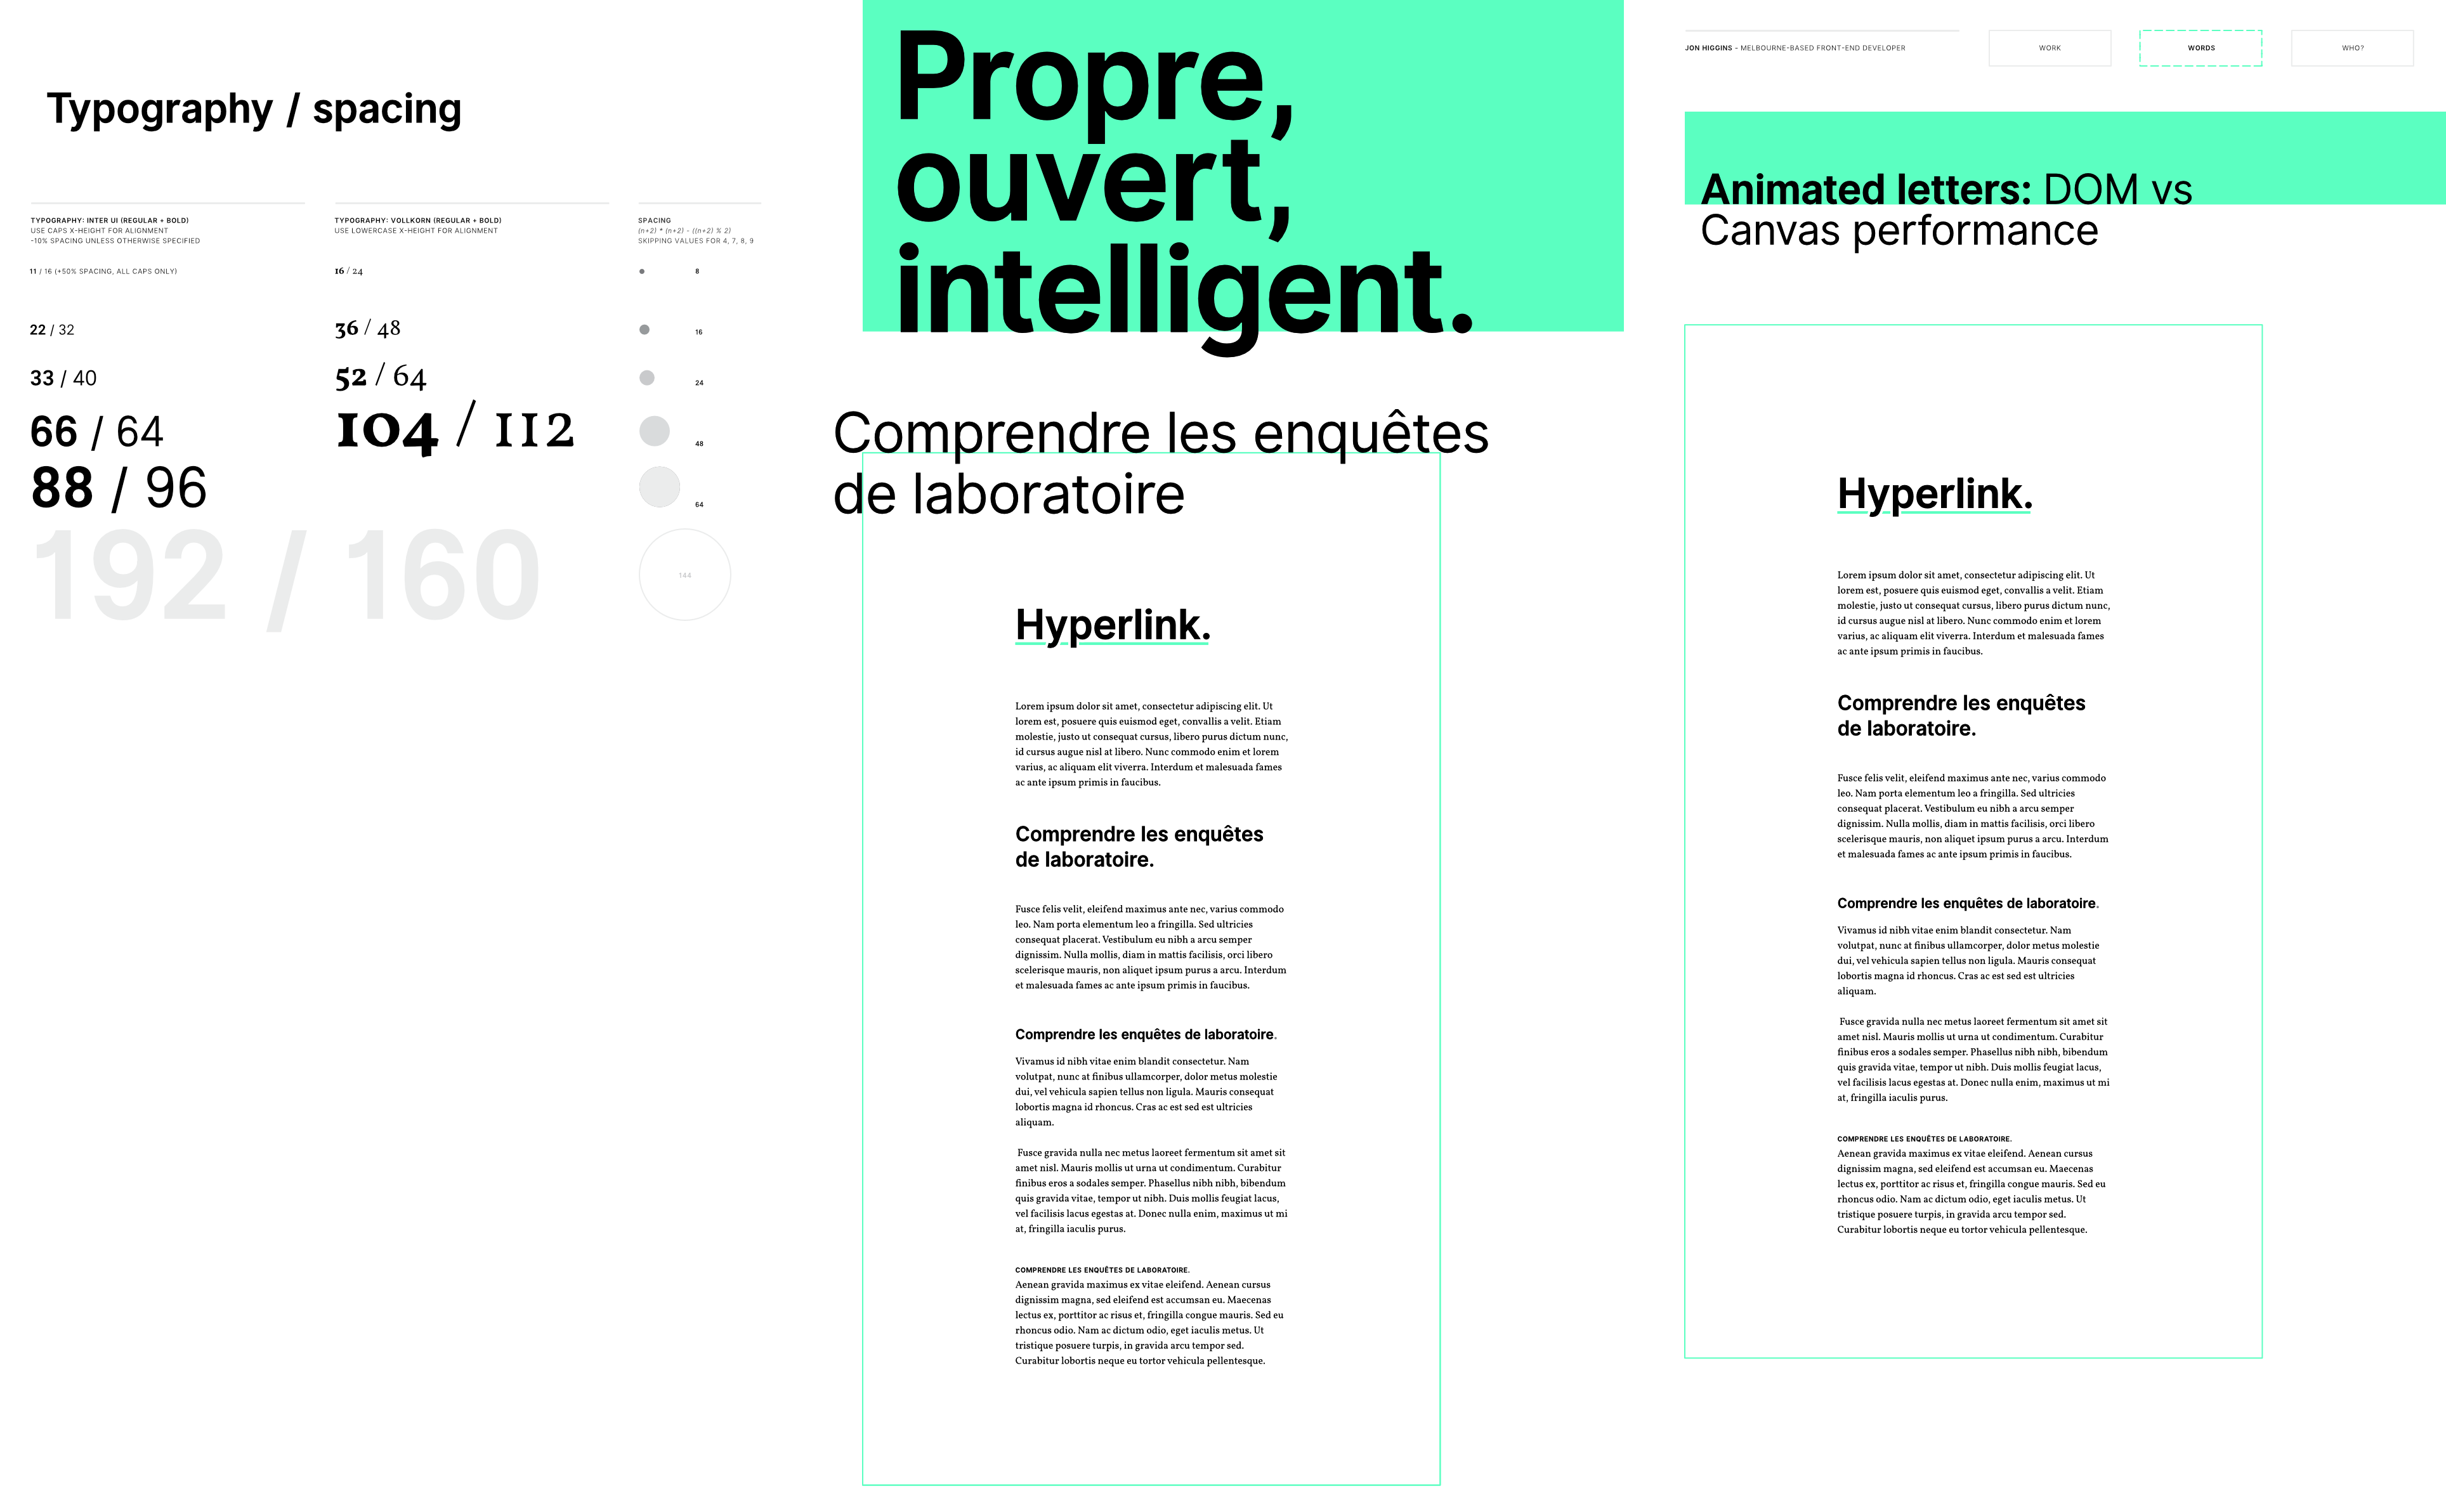 Typography / spacing
TYPOGRAPHY: INTER UI (REGULAR + BOLD)
USE CAPS X-HEIGHT FOR ALIGNMENT
-10% SPACING UNLESS OTHERWISE SPECIFIED
11 / 16 (+50% SPACING, ALL CAPS ONLY)
22 / 32
33 / 40
66 / 64
88 / 96
192 / 160
TYPOGRAPHY: VOLLKORN (REGULAR + BOLD)
USE LOWERCASE X-HEIGHT FOR ALIGNMENT
16 / 24
36 / 48
52 / 64
104 / 112
SPACING
(n+2) * (n+2) - ((n+2) % 2)
SKIPPING VALUES FOR 4, 7, 8, 9
8
16
24
48
64
144
Propre,
ouvert,
intelligent.
Comprendre les enquêtes
de laboratoire
Hyperlink.
Lorem ipsum dolor sit amet, consectetur adipiscing elit. Ut
lorem est, posuere quis euismod eget, convallis a velit. Etiam
molestie, justo ut consequat cursus, libero purus dictum nunc,
id cursus augue nisl at libero. Nunc commodo enim et lorem
varius, ac aliquam elit viverra. Interdum et malesuada fames
ac ante ipsum primis in faucibus.
Comprendre les enquêtes
de laboratoire.
Fusce felis velit, eleifend maximus ante nec, varius commodo
leo. Nam porta elementum leo a fringilla. Sed ultricies
consequat placerat. Vestibulum eu nibh a arcu semper
dignissim. Nulla mollis, diam in mattis facilisis, orci libero
scelerisque mauris, non aliquet ipsum purus a arcu. Interdum
et malesuada fames ac ante ipsum primis in faucibus.
Comprendre les enquêtes de laboratoire.
Vivamus id nibh vitae enim blandit consectetur. Nam
volutpat, nunc at finibus ullamcorper, dolor metus molestie
dui, vel vehicula sapien tellus non ligula. Mauris consequat
lobortis magna id rhoncus. Cras ac est sed est ultricies
aliquam.
Fusce gravida nulla nec metus laoreet fermentum sit amet sit
amet nisl. Mauris mollis ut urna ut condimentum. Curabitur
finibus eros a sodales semper. Phasellus nibh nibh, bibendum
quis gravida vitae, tempor ut nibh. Duis mollis feugiat lacus,
vel facilisis lacus egestas at. Donec nulla enim, maximus ut mi
at, fringilla iaculis purus.
COMPRENDRE LES ENQUÊTES DE LABORATOIRE.
Aenean gravida maximus ex vitae eleifend. Aenean cursus
dignissim magna, sed eleifend est accumsan eu. Maecenas
lectus ex, porttitor ac risus et, fringilla congue mauris. Sed eu
rhoncus odio. Nam ac dictum odio, eget iaculis metus. Ut
tristique posuere turpis, in gravida arcu tempor sed.
Curabitur lobortis neque eu tortor vehicula pellentesque.
JON HIGGINS - MELBOURNE-BASED FRONT-END DEVELOPER
WORK
WORDS
WHO?
Animated letters: DOM vs
Canvas performance
Hyperlink.
Lorem ipsum dolor sit amet, consectetur adipiscing elit. Ut
lorem est, posuere quis euismod eget, convallis a velit. Etiam
molestie, justo ut consequat cursus, libero purus dictum nunc,
id cursus augue nisl at libero. Nunc commodo enim et lorem
varius, ac aliquam elit viverra. Interdum et malesuada fames
ac ante ipsum primis in faucibus.
Comprendre les enquêtes
de laboratoire.
Fusce felis velit, eleifend maximus ante nec, varius commodo
leo. Nam porta elementum leo a fringilla. Sed ultricies
consequat placerat. Vestibulum eu nibh a arcu semper
dignissim. Nulla mollis, diam in mattis facilisis, orci libero
scelerisque mauris, non aliquet ipsum purus a arcu. Interdum
et malesuada fames ac ante ipsum primis in faucibus.
Comprendre les enquêtes de laboratoire.
Vivamus id nibh vitae enim blandit consectetur. Nam
volutpat, nunc at finibus ullamcorper, dolor metus molestie
dui, vel vehicula sapien tellus non ligula. Mauris consequat
lobortis magna id rhoncus. Cras ac est sed est ultricies
aliquam.
Fusce gravida nulla nec metus laoreet fermentum sit amet sit
amet nisl. Mauris mollis ut urna ut condimentum. Curabitur
finibus eros a sodales semper. Phasellus nibh nibh, bibendum
quis gravida vitae, tempor ut nibh. Duis mollis feugiat lacus,
vel facilisis lacus egestas at. Donec nulla enim, maximus ut mi
at, fringilla iaculis purus.
COMPRENDRE LES ENQUÊTES DE LABORATOIRE.
Aenean gravida maximus ex vitae eleifend. Aenean cursus
dignissim magna, sed eleifend est accumsan eu. Maecenas
lectus ex, porttitor ac risus et, fringilla congue mauris. Sed eu
rhoncus odio. Nam ac dictum odio, eget iaculis metus. Ut
tristique posuere turpis, in gravida arcu tempor sed.
Curabitur lobortis neque eu tortor vehicula pellentesque.